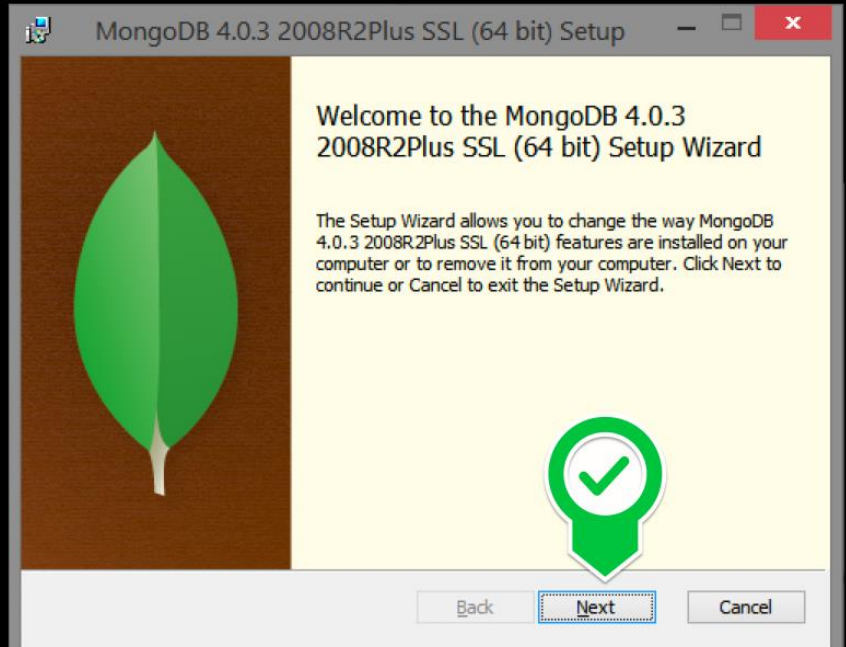 MongoDB 4.0.3 2008R2Plus SSL (64 bit) Setup
Welcome to the MongoDB 4.0.3
2008R2Plus SSL (64 bit) Setup Wizard
The Setup Wizard allows you to change the way MongoDB
4.0.3 2008R2Plus SSL (64 bit) features are installed on your
computer or to remove it from your computer. Click Next to
continue or Cancel to exit the Setup Wizard.
Back Next Cancel